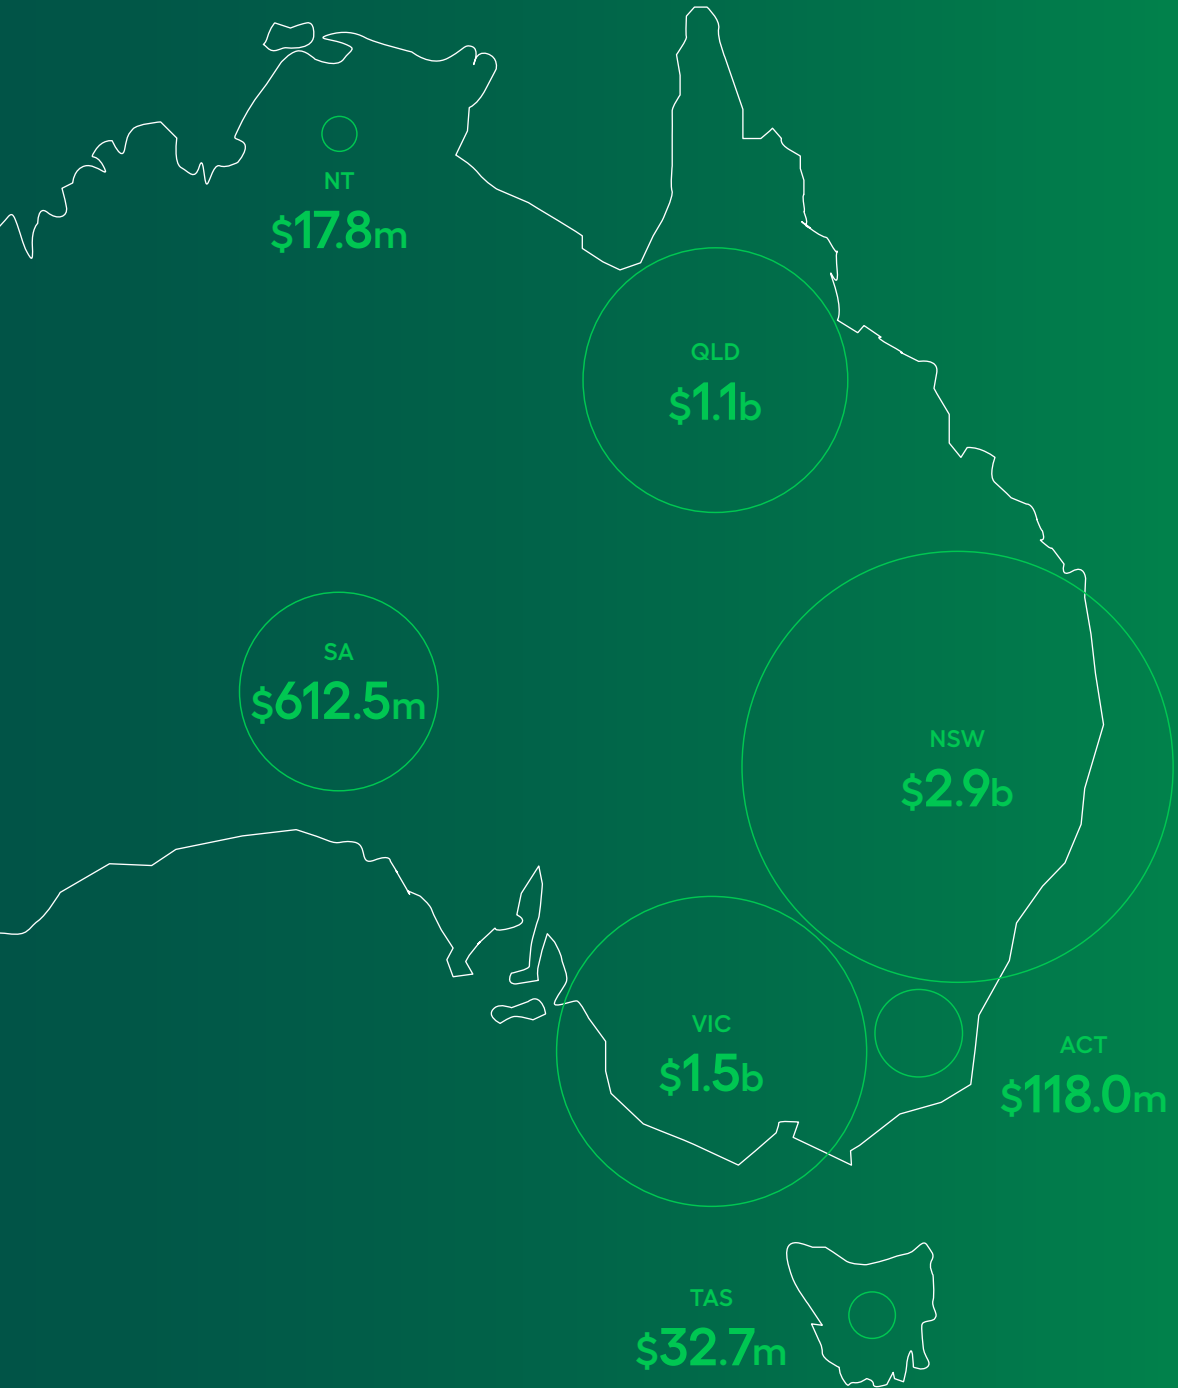 NT
$17.8m
QLD
$1.1b
SA
$612.5m
NSW
$2.9b
VIC
$1.5b
ACT
$118.0m
TAS
$32.7m